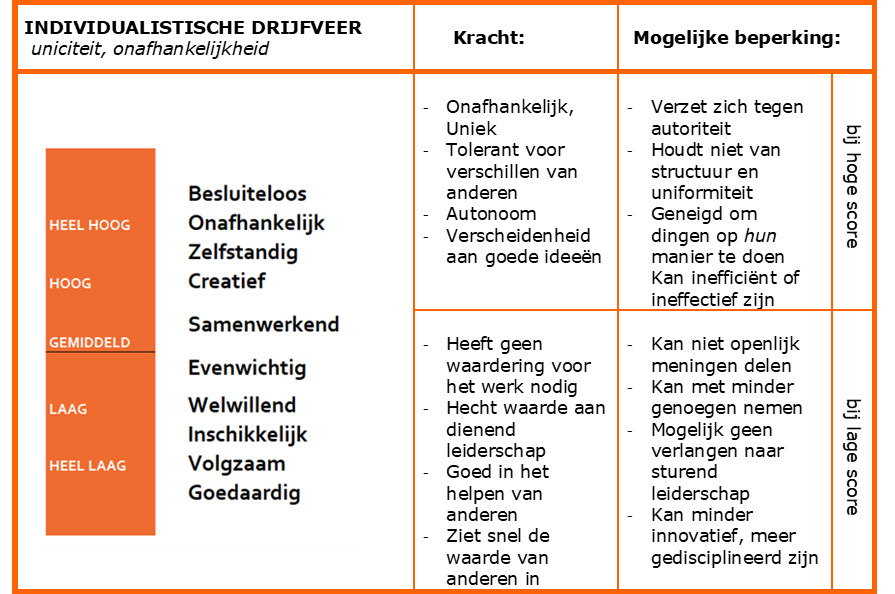 INDIVIDUALISTISCHE DRIJFVEER
uniciteit, onafhankelijkheid
Kracht:
Mogelijke beperking:
HEEL HOOG
HOOG
GEMIDDELD
LAAG
HEEL LAAG
Besluiteloos
Onafhankelijk
Zelfstandig
Creatief
Samenwerkend
Evenwichtig
Welwillend
Inschikkelijk
Volgzaam
Goedaardig
- Onafhankelijk,
Uniek
- Tolerant voor
verschillen van
anderen
- Autonoom
- Verscheidenheid
aan goede ideeën
- Verzet zich tegen
autoriteit
- Houdt niet van
structuur en
uniformiteit
- Geneigd om
dingen op hun
manier te doen
Kan inefficiënt of
ineffectief zijn
bij hoge score
- Heeft geen
waardering voor
het werk nodig
- Hecht waarde aan
dienend
leiderschap
- Goed in het
helpen van
anderen
- Ziet snel de
waarde van
anderen in
- Kan niet openlijk
meningen delen
- Kan met minder
genoegen nemen
- Mogelijk geen
verlangen naar
sturend
leiderschap
- Kan minder
innovatief, meer
gedisciplineerd zijn
bij lage score